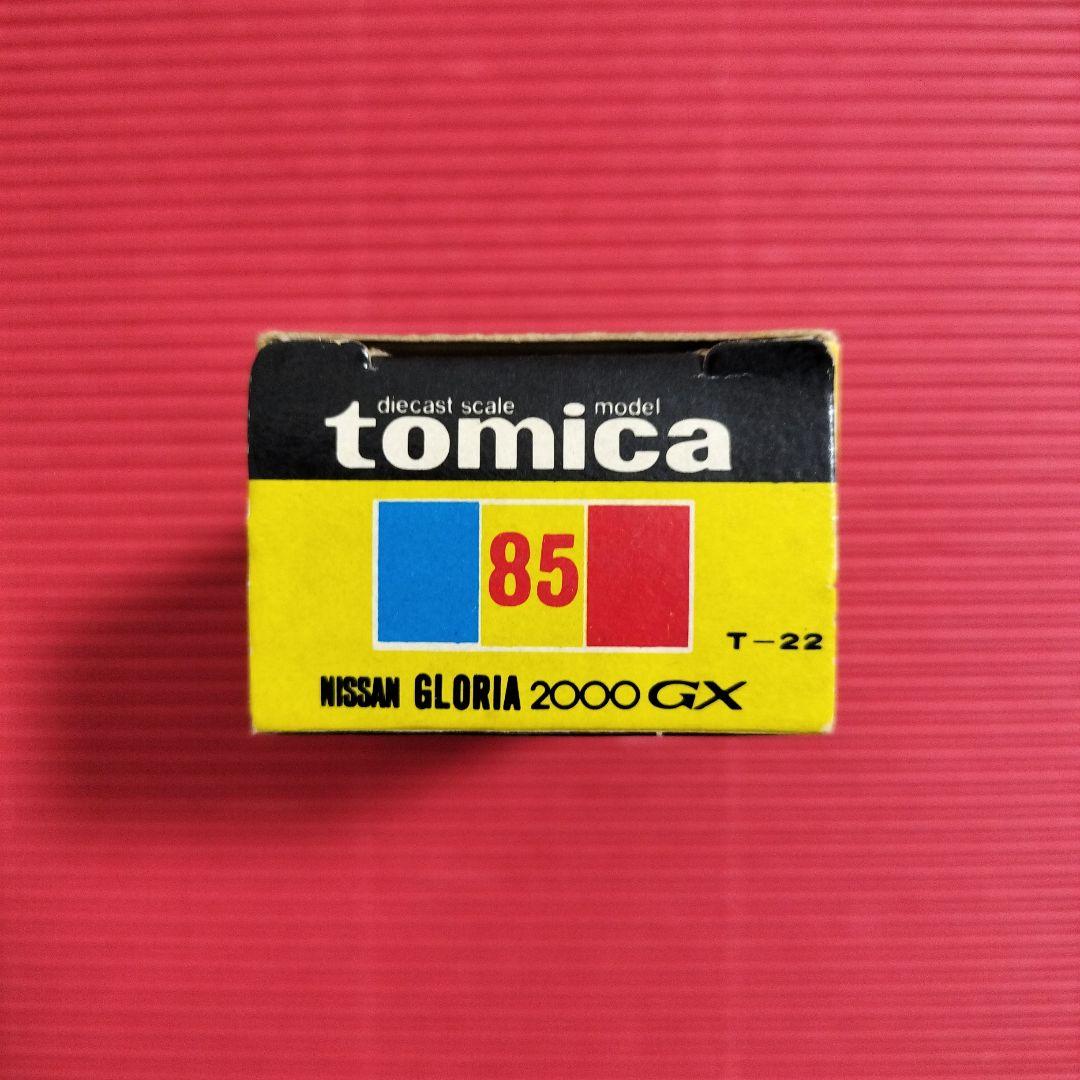 diecast scale model
tomica
85
T-22
NISSAN GLORIA 2000 GX